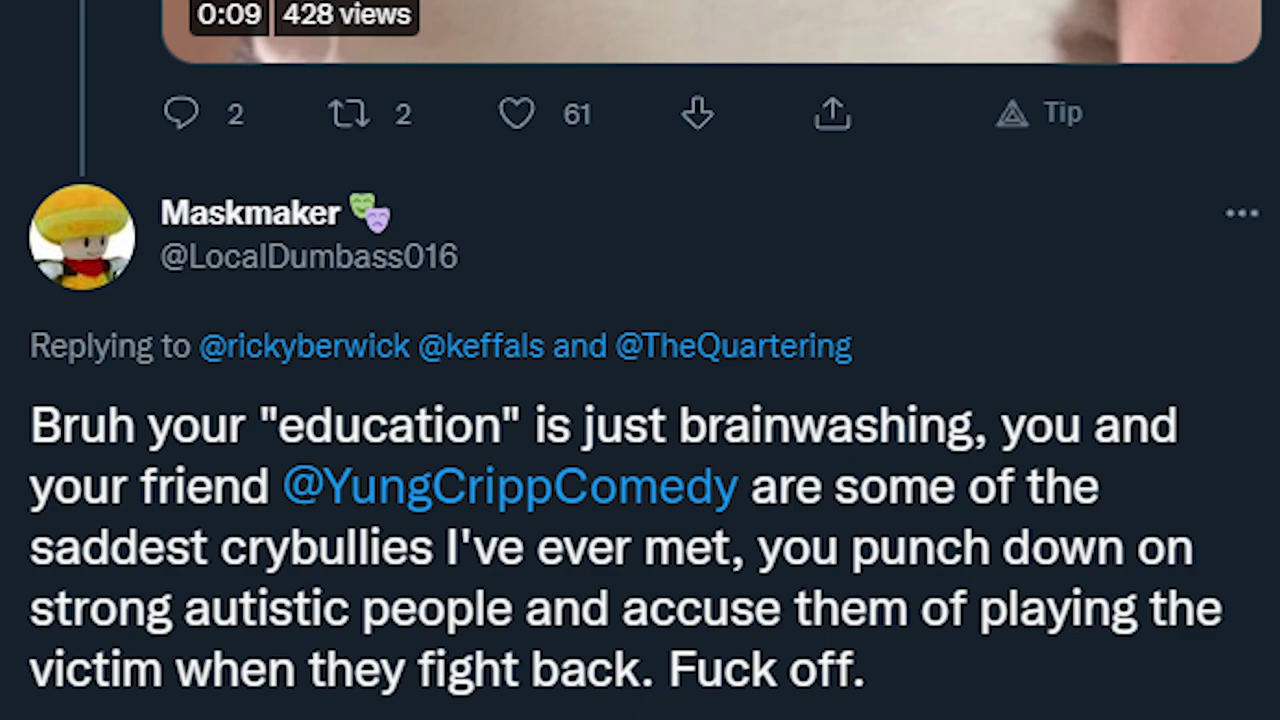 0:09 428 views
2 2 61 Tip
Maskmaker
@LocalDumbass016
Replying to @rickyberwick @keffals and @TheQuartering
Bruh your "education" is just brainwashing, you and
your friend @YungCrippComedy are some of the
saddest crybullies I've ever met, you punch down on
strong autistic people and accuse them of playing the
victim when they fight back. Fuck off.